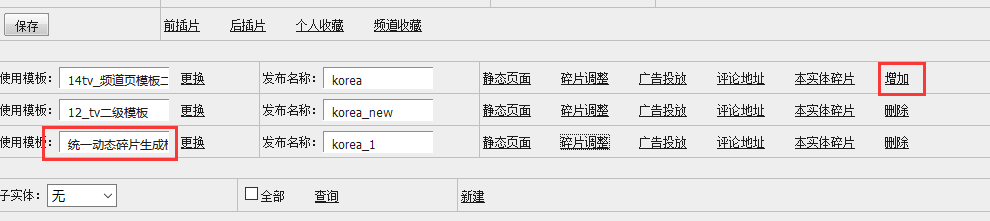 保存 前插片 后插片 个人收藏 频道收藏
使用模板: 14tv_频道页模板二 更换 发布名称: korea 静态页面 碎片调整 广告投放 评论地址 本实体碎片 增加
使用模板: 12_tv二级模板 更换 发布名称: korea_new 静态页面 碎片调整 广告投放 评论地址 本实体碎片 删除
使用模板: 统一动态碎片生成 更换 发布名称: korea_1 静态页面 碎片调整 广告投放 评论地址 本实体碎片 删除
子实体: 无 全部 查询 新建